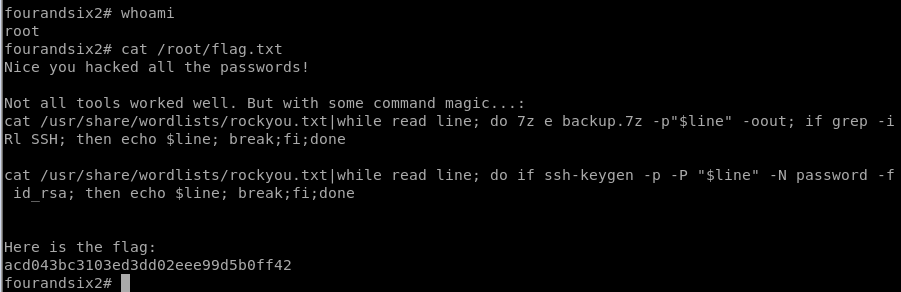 fourandsix2# whoami
root
fourandsix2# cat /root/flag.txt
Nice you hacked all the passwords!
Not all tools worked well. But with some command magic...:
cat /usr/share/wordlists/rockyou.txt|while read line; do 7z e backup.7z -p"$line" -oout; if grep -i
Rl SSH; then echo $line; break;fi;done
cat /usr/share/wordlists/rockyou.txt|while read line; do if ssh-keygen -p -P "$line" -N password -f
 id_rsa; then echo $line; break;fi;done
Here is the flag:
acd043bc3103ed3dd02eee99d5b0ff42
fourandsix2#